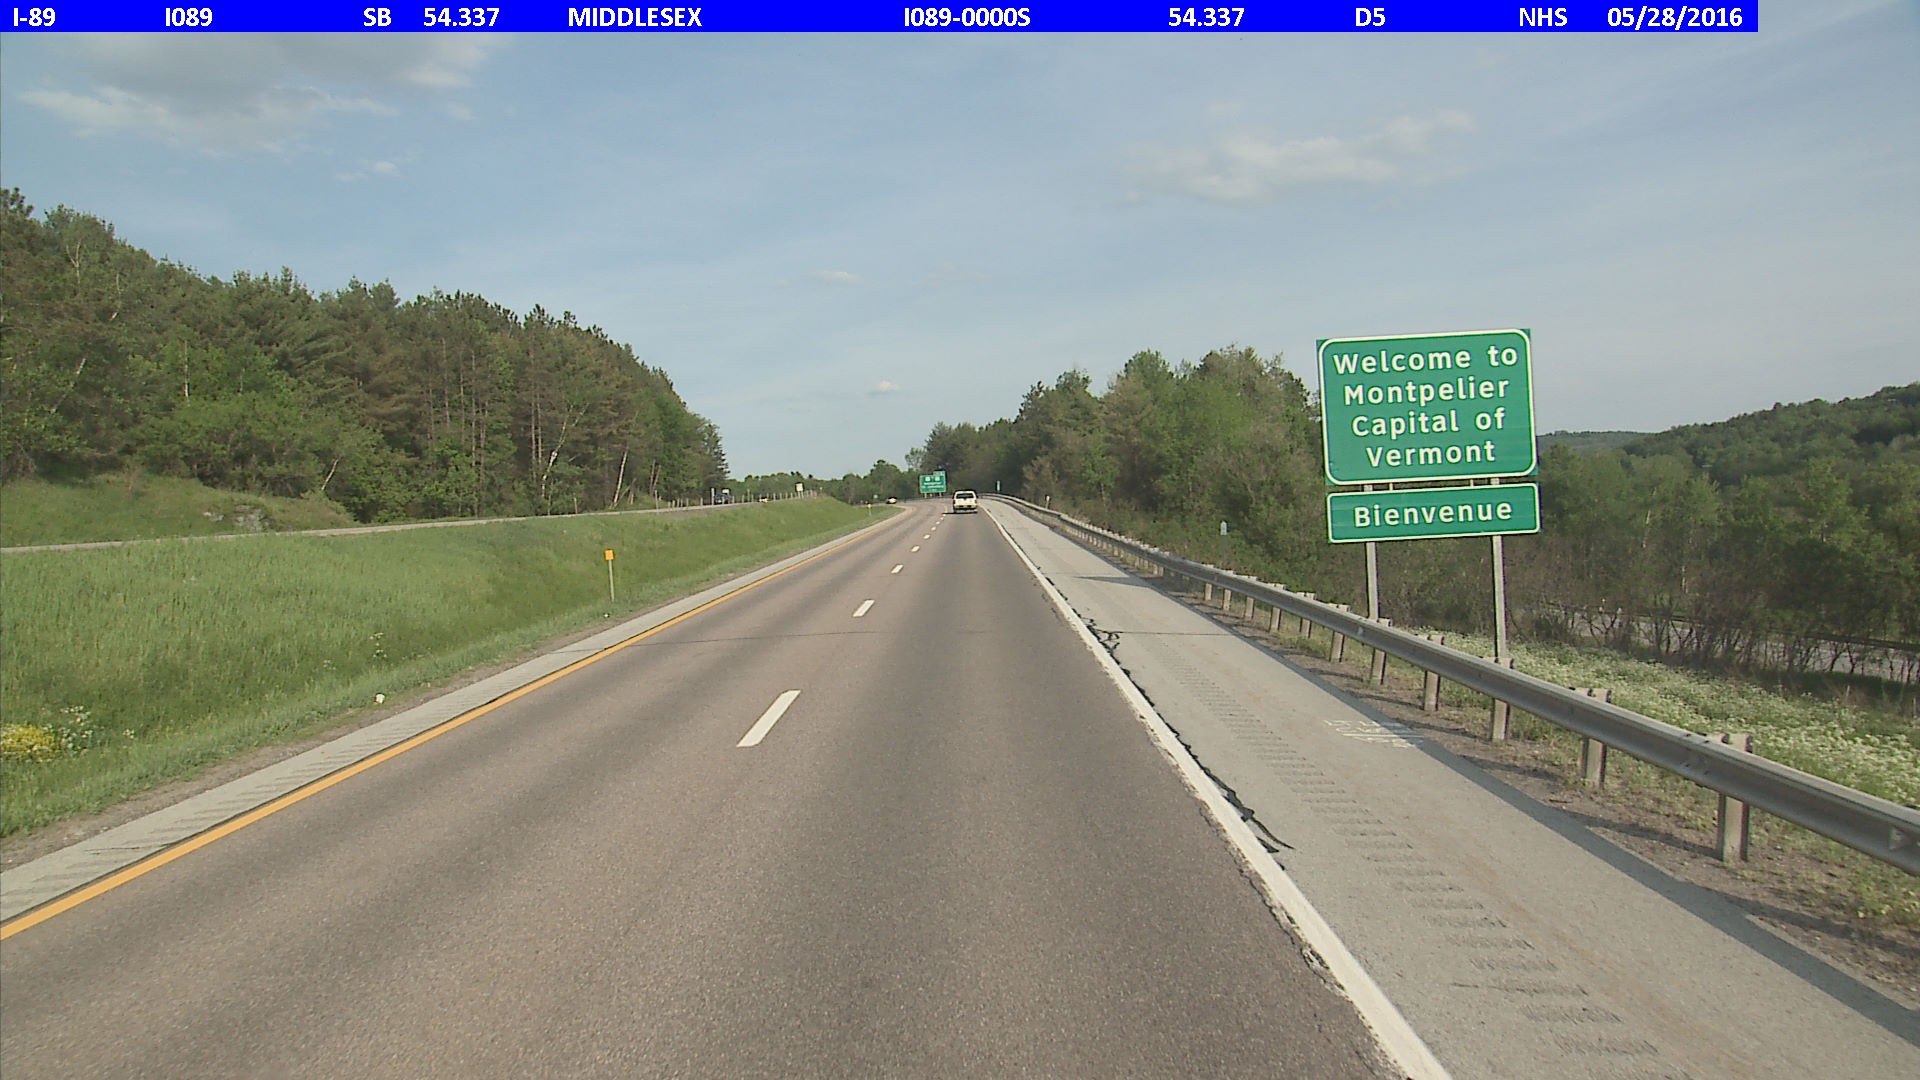 I-89 I089 SB 54.337 MIDDLESEX I089-0000S 54.337 D5 NHS 05/28/2016
Welcome to
Montpelier
Capital of
Vermont
Bienvenue